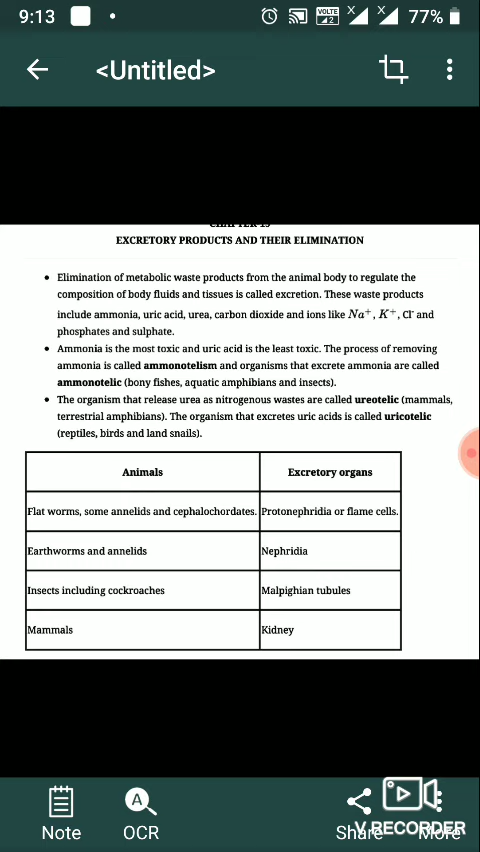 9:13
VOLTE
2
X
X
77%
<Untitled>
EXCRETORY PRODUCTS AND THEIR ELIMINATION
• Elimination of metabolic waste products from the animal body to regulate the
composition of body fluids and tissues is called excretion. These waste products
include ammonia, uric acid, urea, carbon dioxide and ions like Na⁺, K⁺, Cl⁻ and
phosphates and sulphate.
• Ammonia is the most toxic and uric acid is the least toxic. The process of removing
ammonia is called ammonotelism and organisms that excrete ammonia are called
ammonotelic (bony fishes, aquatic amphibians and insects).
• The organism that release urea as nitrogenous wastes are called ureotelic (mammals,
terrestrial amphibians). The organism that excretes uric acids is called uricotelic
(reptiles, birds and land snails).
Animals Excretory organs
Flat worms, some annelids and cephalochordates. Protonephridia or flame cells.
Earthworms and annelids Nephridia
Insects including cockroaches Malpighian tubules
Mammals Kidney
A
Note OCR Share More
V RECORDER